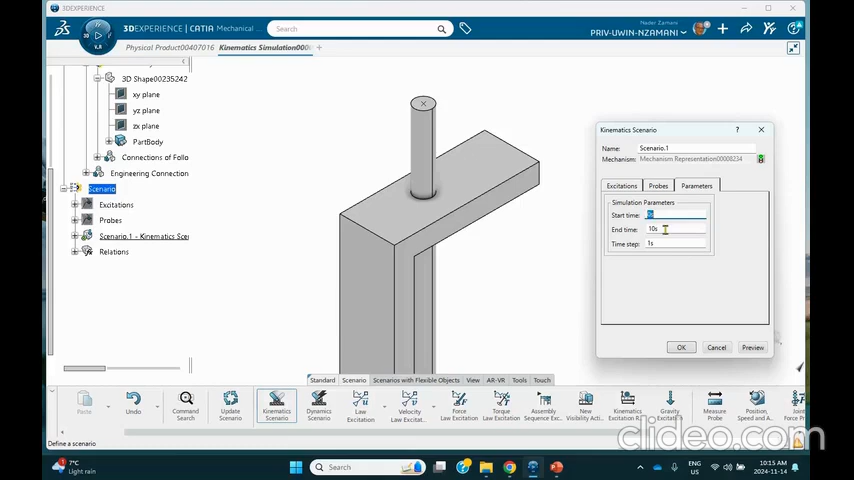 3DEXPERIENCE
3DEXPERIENCE | CATIA Mechanical
Search
Nader Zamani
PRIV-UWIN-NZAMANI
3D
V.R
Physical Product00407016
Kinematics Simulation0000
3D Shape00235242
xy plane
yz plane
zx plane
PartBody
Connections of Follo
Engineering Connection
Scenario
Excitations
Probes
Scenario.1 - Kinematics Scen
Relations
Kinematics Scenario
Name: Scenario.1
Mechanism: Mechanism Representation00008234
Excitations Probes Parameters
Simulation Parameters
Start time: 0s
End time: 10s
Time step: 1s
OK Cancel Preview
Standard Scenario Scenarios with Flexible Objects View AR-VR Tools Touch
Paste
Undo
Command Search
Update Scenario
Kinematics Scenario
Dynamics Scenario
Law Excitation
Velocity Law Excitat...
Force Law Excitation
Torque Law Excitation
Assembly Sequence Excitation
New Visibility Acti...
Kinematics Excitation R...
Gravity Excitation
Measure Probe
Position, Speed and A...
Joint Force Pro
Define a scenario
clideo.com
7°C
Light rain
Search
ENG
US
10:15 AM
2024-11-14